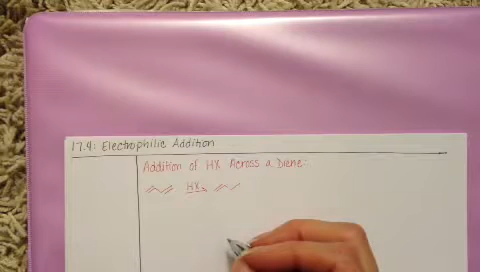 17.4: Electrophilic Addition
Addition of HX Across a Diene:
HX